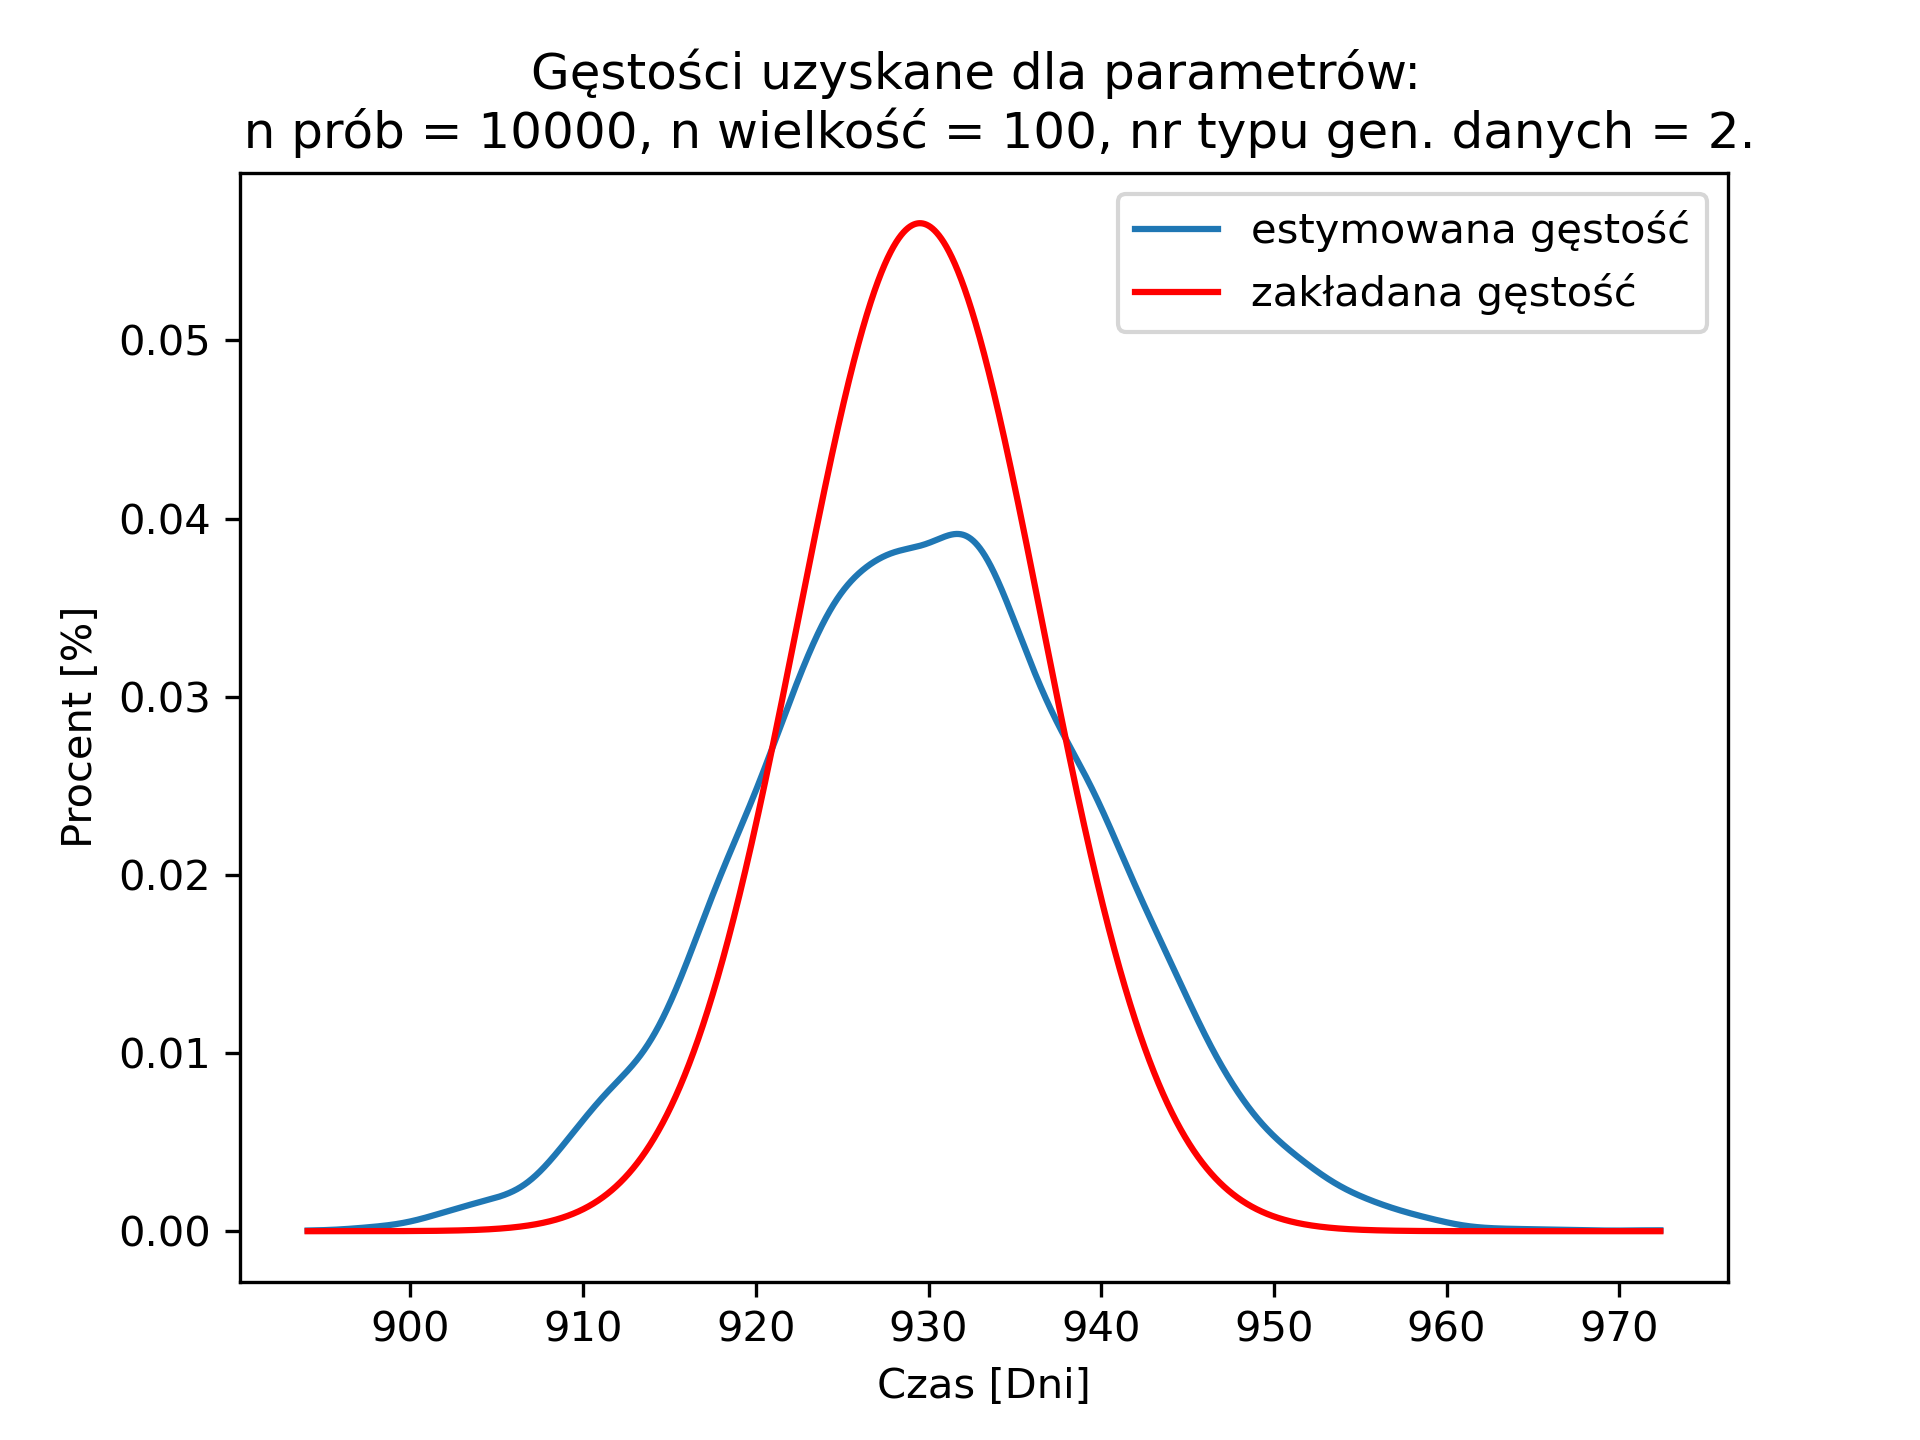 Gęstości uzyskane dla parametrów:
n prób = 10000, n wielkość = 100, nr typu gen. danych = 2.
estymowana gęstość
zakładana gęstość
0.05
0.04
0.03
0.02
0.01
0.00
Procent [%]
900 910 920 930 940 950 960 970
Czas [Dni]